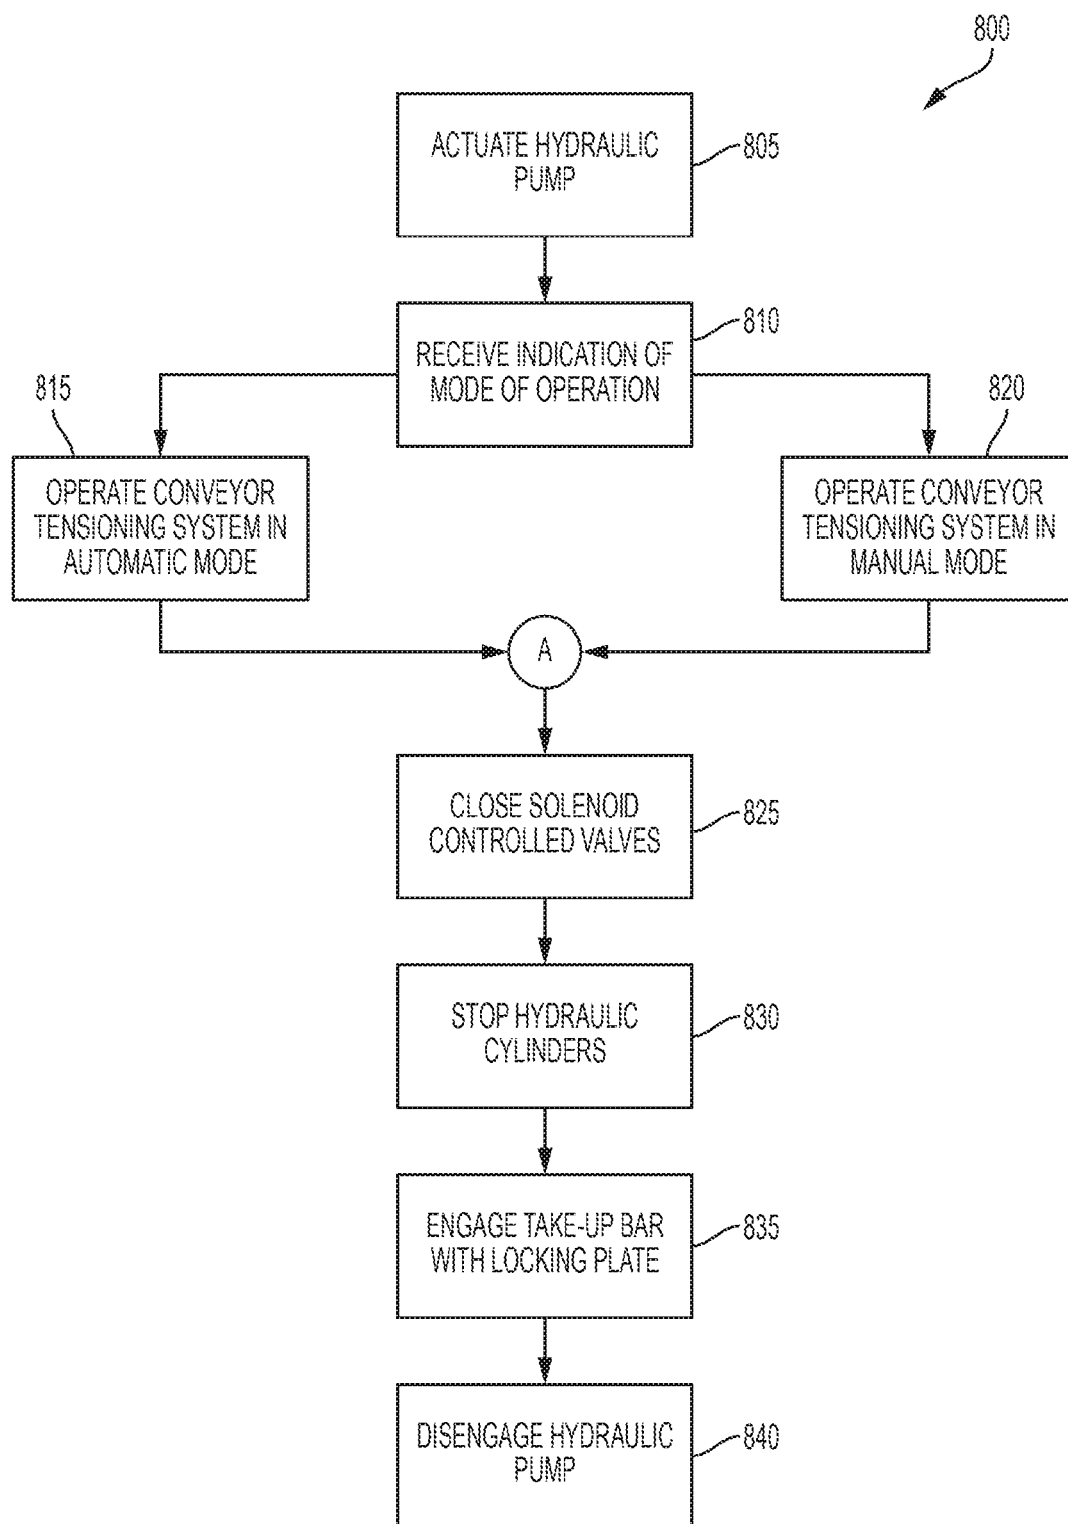 800
ACTUATE HYDRAULIC
PUMP
805
RECEIVE INDICATION OF
MODE OF OPERATION
810
815
OPERATE CONVEYOR
TENSIONING SYSTEM IN
AUTOMATIC MODE
820
OPERATE CONVEYOR
TENSIONING SYSTEM IN
MANUAL MODE
A
CLOSE SOLENOID
CONTROLLED VALVES
825
STOP HYDRAULIC
CYLINDERS
830
ENGAGE TAKE-UP BAR
WITH LOCKING PLATE
835
DISENGAGE HYDRAULIC
PUMP
840